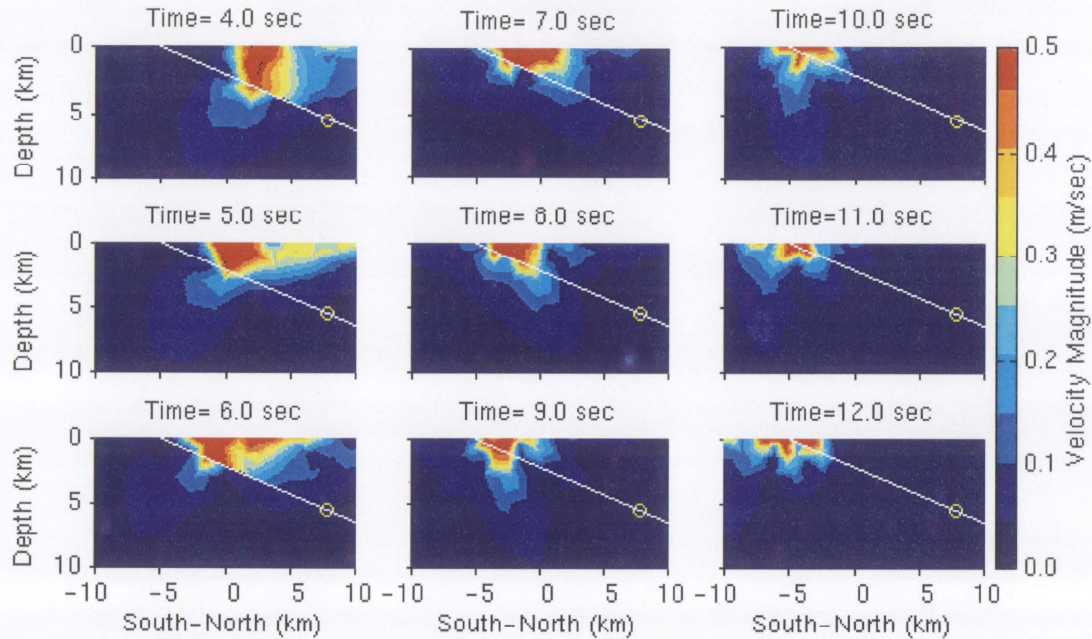 Time= 4.0 sec
Time= 7.0 sec
Time=10.0 sec
0
5
10
Depth (km)
Time= 5.0 sec
Time= 8.0 sec
Time=11.0 sec
0
5
10
Depth (km)
Time= 6.0 sec
Time= 9.0 sec
Time=12.0 sec
0
5
10
Depth (km)
−10 −5 0 5 10
−10 −5 0 5 10
−10 −5 0 5 10
South−North (km)
South−North (km)
South−North (km)
0.5
0.4
0.3
0.2
0.1
0.0
Velocity Magnitude (m/sec)